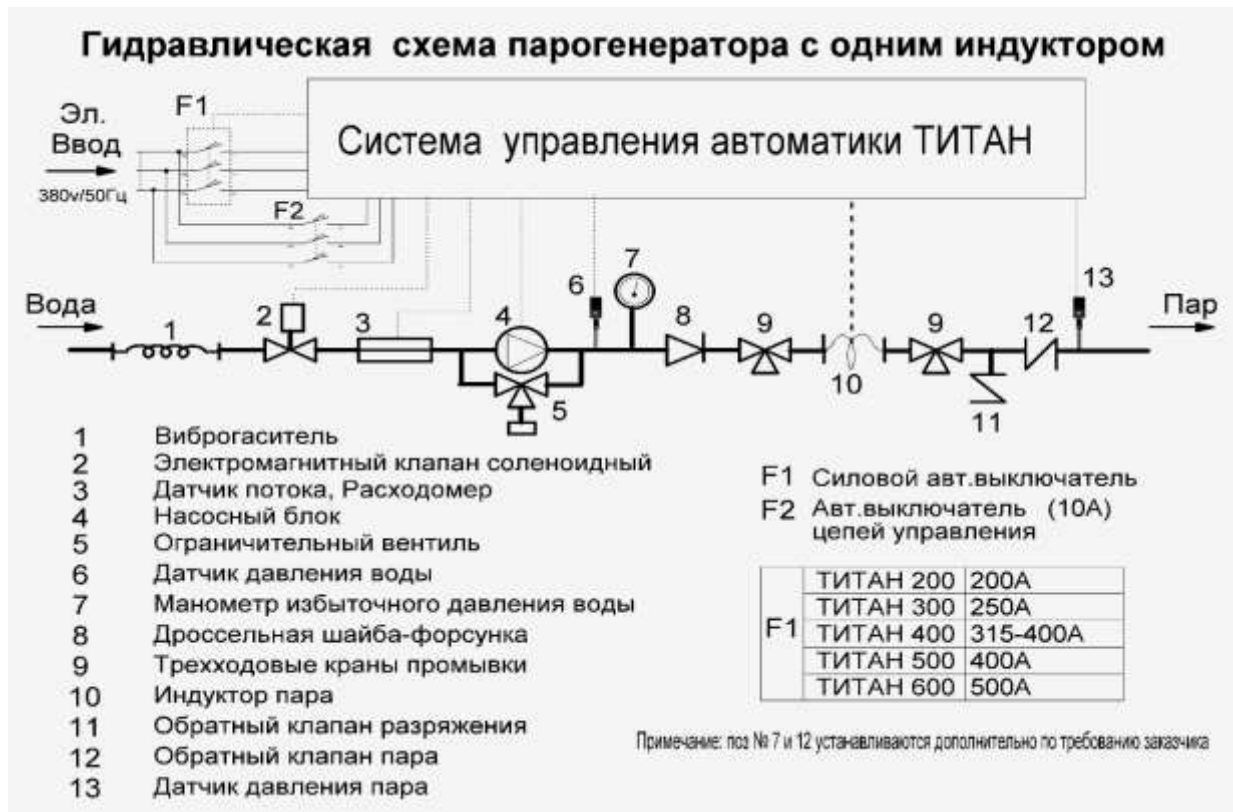 Гидравлическая схема парогенератора с одним индуктором
Эл.
Ввод
380v/50Гц
F1
F2
Система управления автоматики ТИТАН
Вода
1
2
3
4
5
6
7
8
9
10
9
11
12
13
Пар
1 Виброгаситель
2 Электромагнитный клапан соленоидный
3 Датчик потока, Расходомер
4 Насосный блок
5 Ограничительный вентиль
6 Датчик давления воды
7 Манометр избыточного давления воды
8 Дроссельная шайба-форсунка
9 Трехходовые краны промывки
10 Индуктор пара
11 Обратный клапан разряжения
12 Обратный клапан пара
13 Датчик давления пара
F1 Силовой авт.выключатель
F2 Авт.выключатель (10А)
цепей управления
F1
ТИТАН 200 200А
ТИТАН 300 250А
ТИТАН 400 315-400А
ТИТАН 500 400А
ТИТАН 600 500А
Примечание: поз № 7 и 12 устанавливаются дополнительно по требованию заказчика